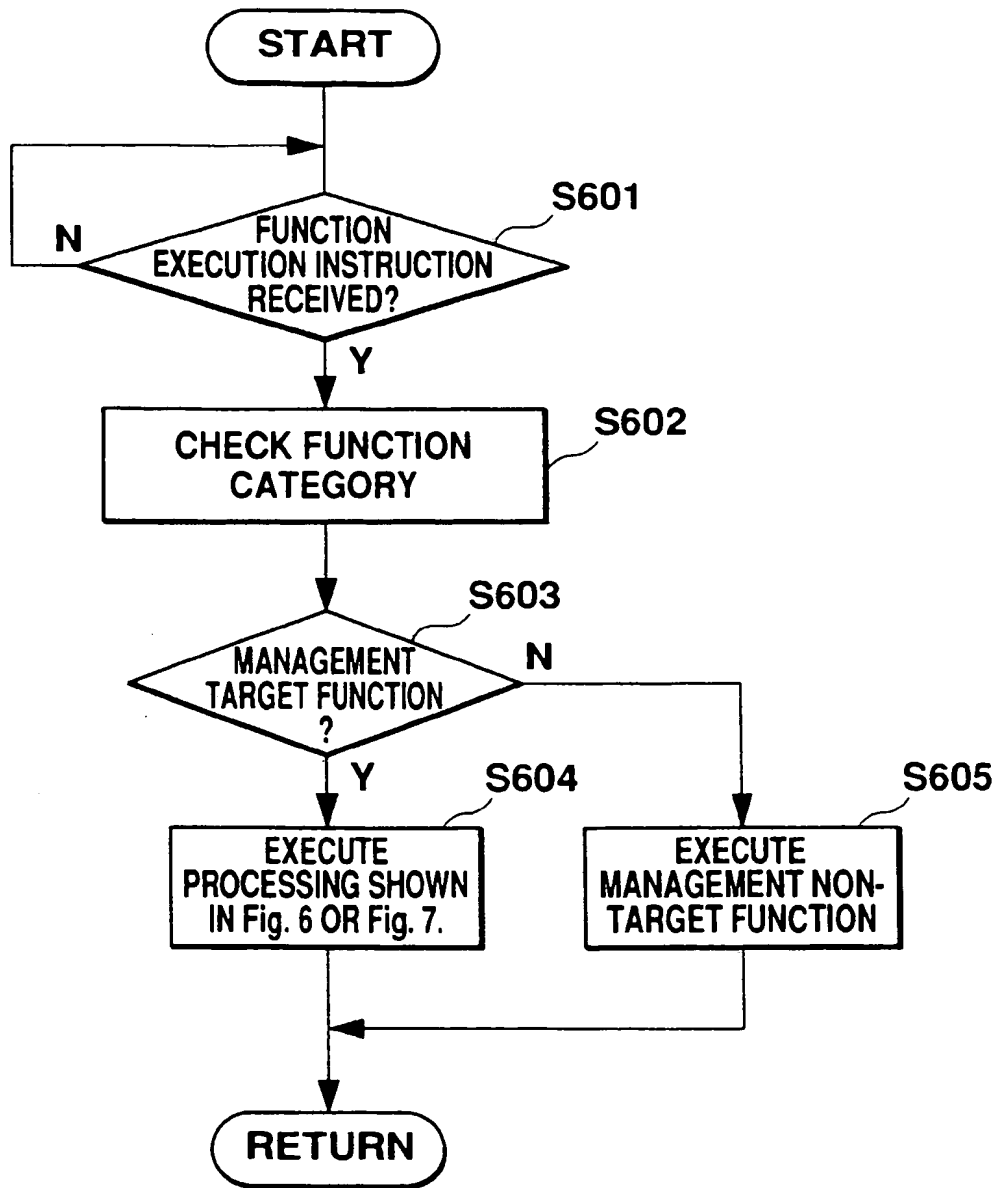 START
S601
FUNCTION
EXECUTION INSTRUCTION
RECEIVED?
N
Y
S602
CHECK FUNCTION
CATEGORY
S603
MANAGEMENT
TARGET FUNCTION
?
N
Y
S604
EXECUTE
PROCESSING SHOWN
IN Fig. 6 OR Fig. 7.
S605
EXECUTE
MANAGEMENT NON-
TARGET FUNCTION
RETURN